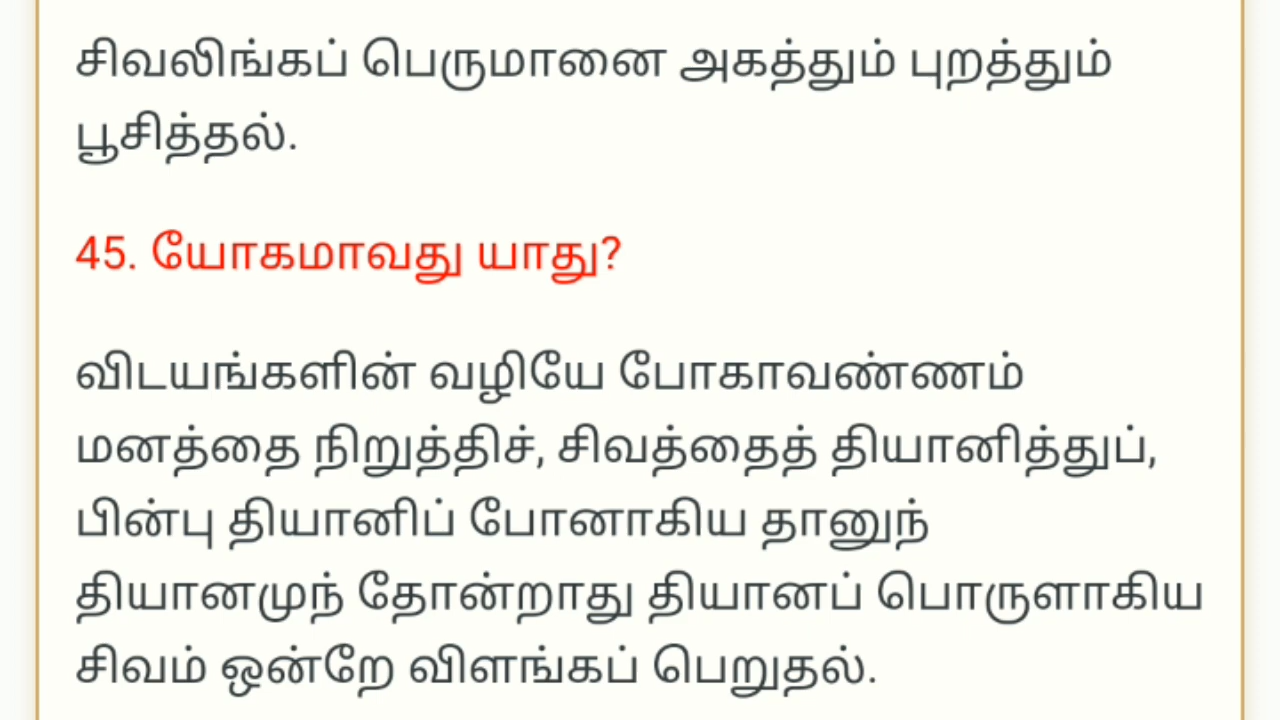 சிவலிங்கப் பெருமானை அகத்தும் புறத்தும்
பூசித்தல்.
45. யோகமாவது யாது?
விடயங்களின் வழியே போகாவண்ணம்
மனத்தை நிறுத்திச், சிவத்தைத் தியானித்துப்,
பின்பு தியானிப் போனாகிய தானுந்
தியானமுந் தோன்றாது தியானப் பொருளாகிய
சிவம் ஒன்றே விளங்கப் பெறுதல்.